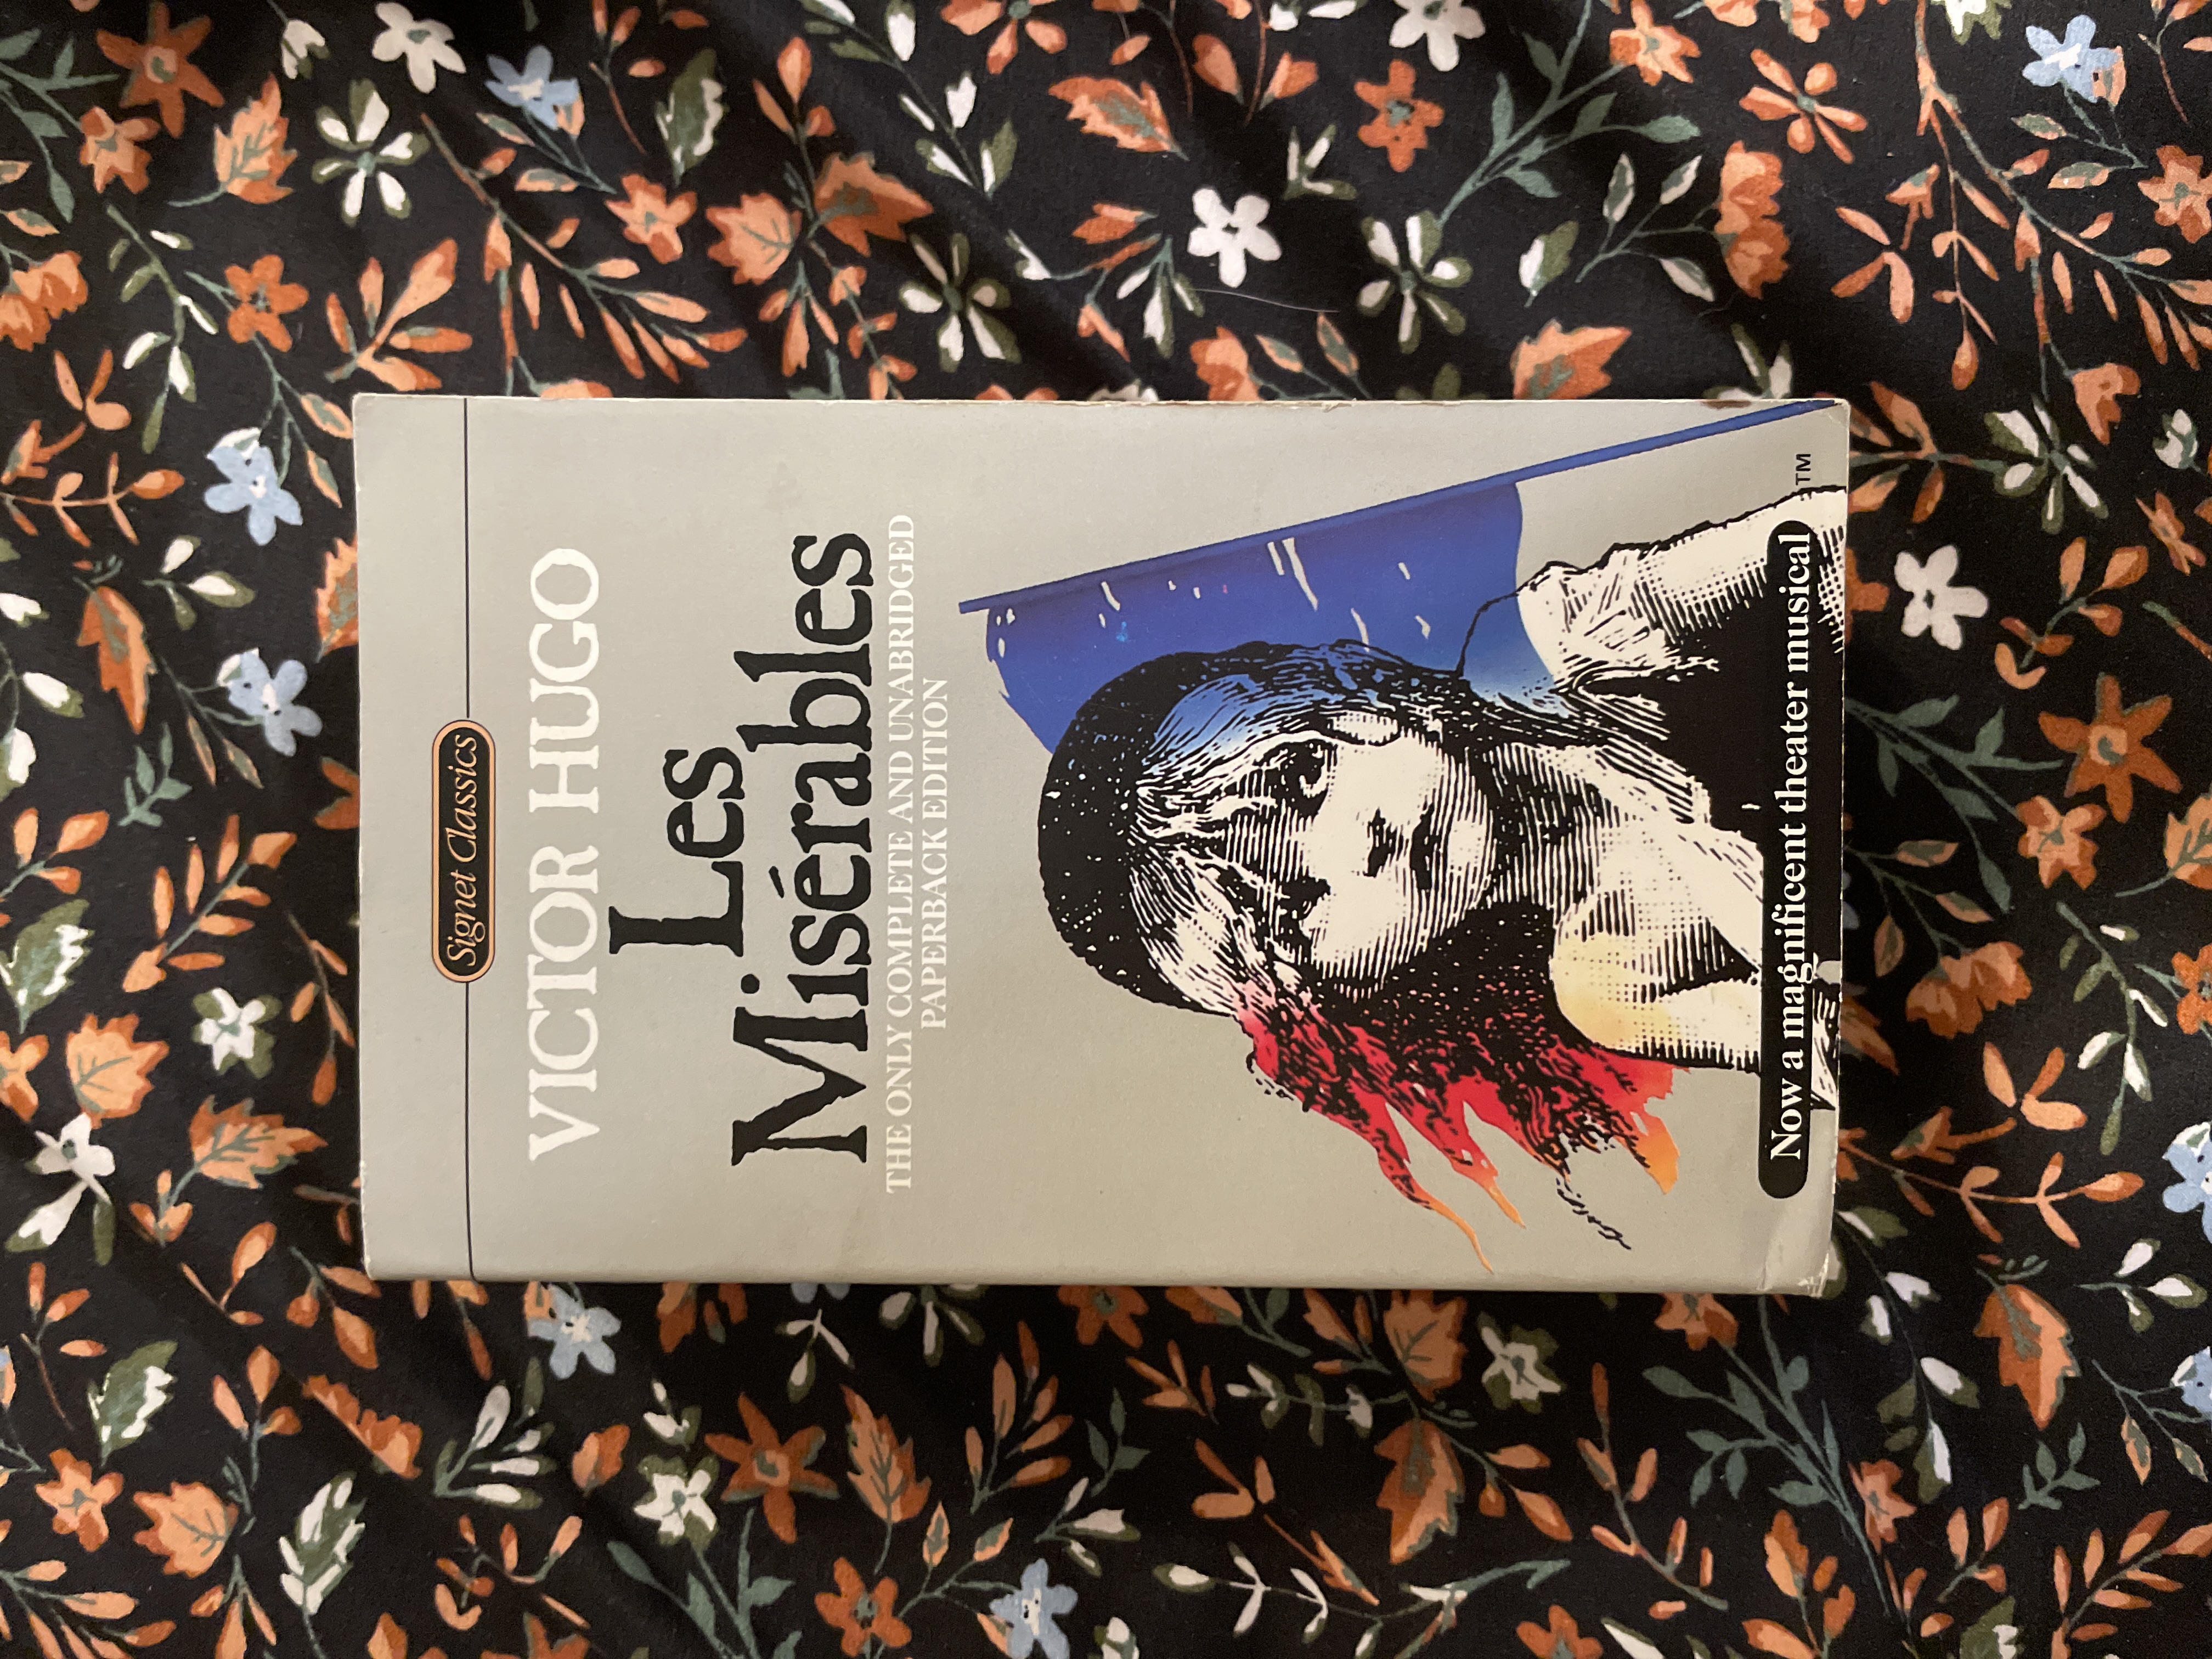 Signet Classics
VICTOR HUGO
Les
Misérables
THE ONLY COMPLETE AND UNABRIDGED
PAPERBACK EDITION
TM
Now a magnificent theater musical